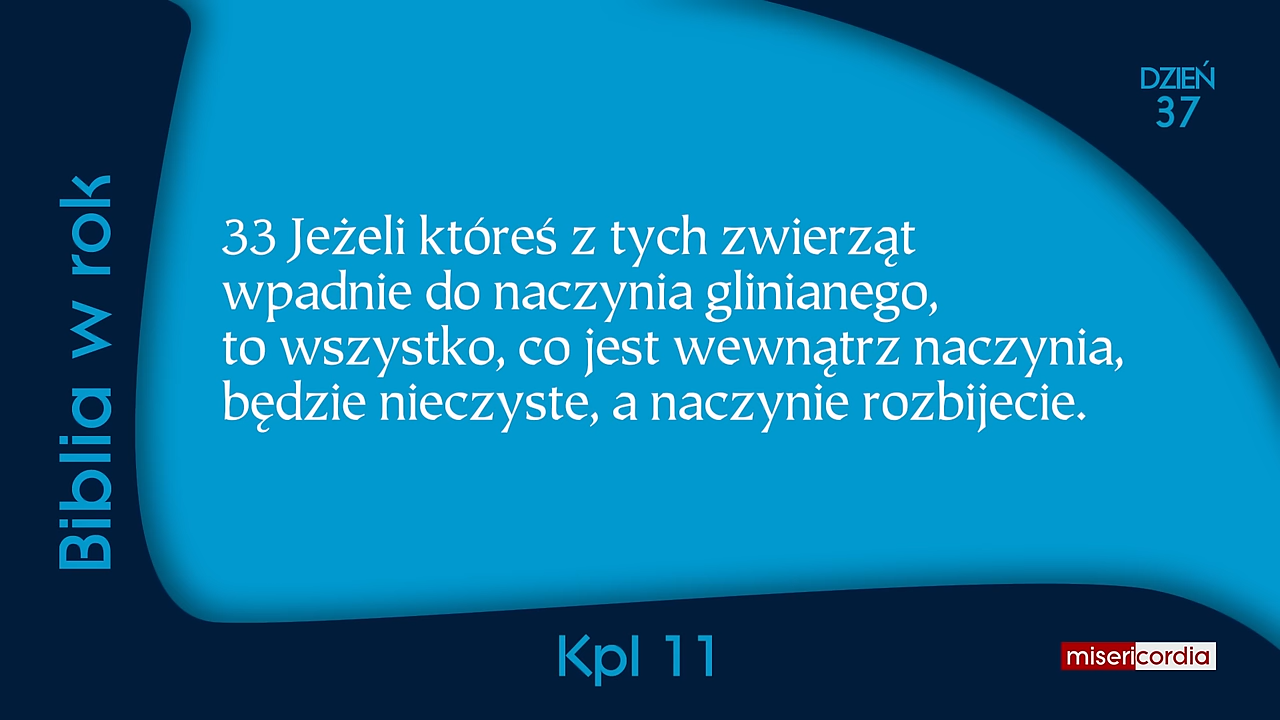 DZIEŃ
37
Biblia w rok
33 Jeżeli któreś z tych zwierząt
wpadnie do naczynia glinianego,
to wszystko, co jest wewnątrz naczynia,
będzie nieczyste, a naczynie rozbijecie.
Kpl 11
misericordia